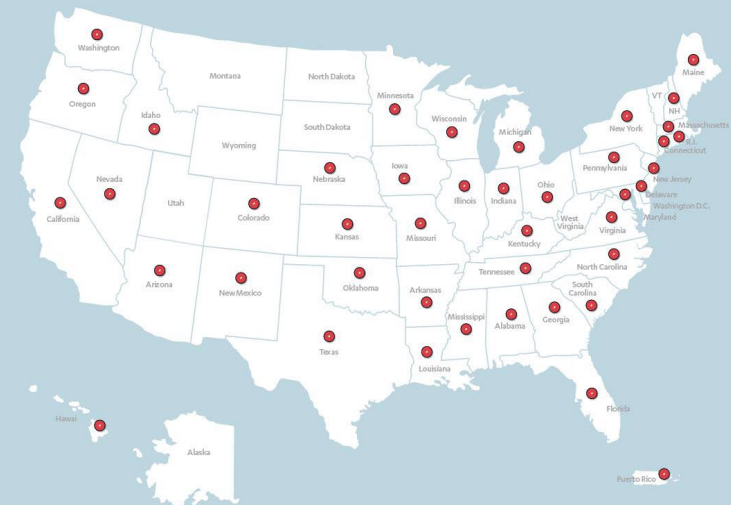 Washington
Montana
North Dakota
Minnesota
Maine
Oregon
Idaho
South Dakota
Wisconsin
Michigan
VT
NH
New York
Massachusetts
R.I.
Connecticut
Wyoming
Nevada
Utah
Colorado
Nebraska
Iowa
Illinois
Indiana
Ohio
Pennsylvania
New Jersey
Delaware
Washington D.C.
Maryland
California
Kansas
Missouri
Kentucky
West
Virginia
Virginia
Arizona
New Mexico
Oklahoma
Arkansas
Tennessee
North Carolina
South
Carolina
Mississippi
Alabama
Georgia
Texas
Louisiana
Florida
Hawai
Alaska
Puerto Rico